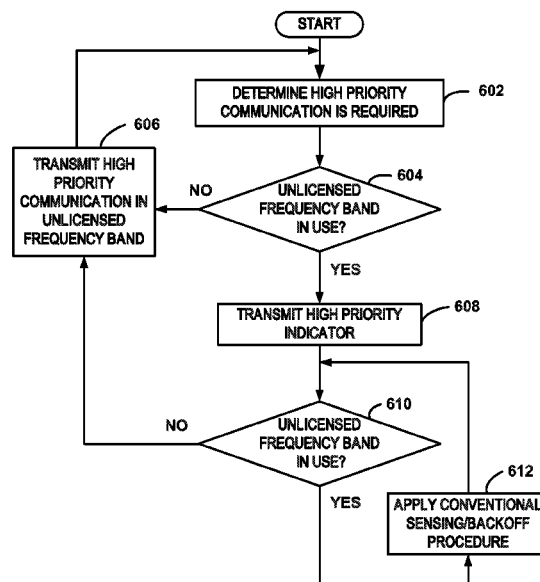 START
DETERMINE HIGH PRIORITY
COMMUNICATION IS REQUIRED
602
606
TRANSMIT HIGH
PRIORITY
COMMUNICATION IN
UNLICENSED
FREQUENCY BAND
NO
604
UNLICENSED
FREQUENCY BAND
IN USE?
YES
TRANSMIT HIGH PRIORITY
INDICATOR
608
610
NO
UNLICENSED
FREQUENCY BAND
IN USE?
YES
612
APPLY CONVENTIONAL
SENSING/BACKOFF
PROCEDURE